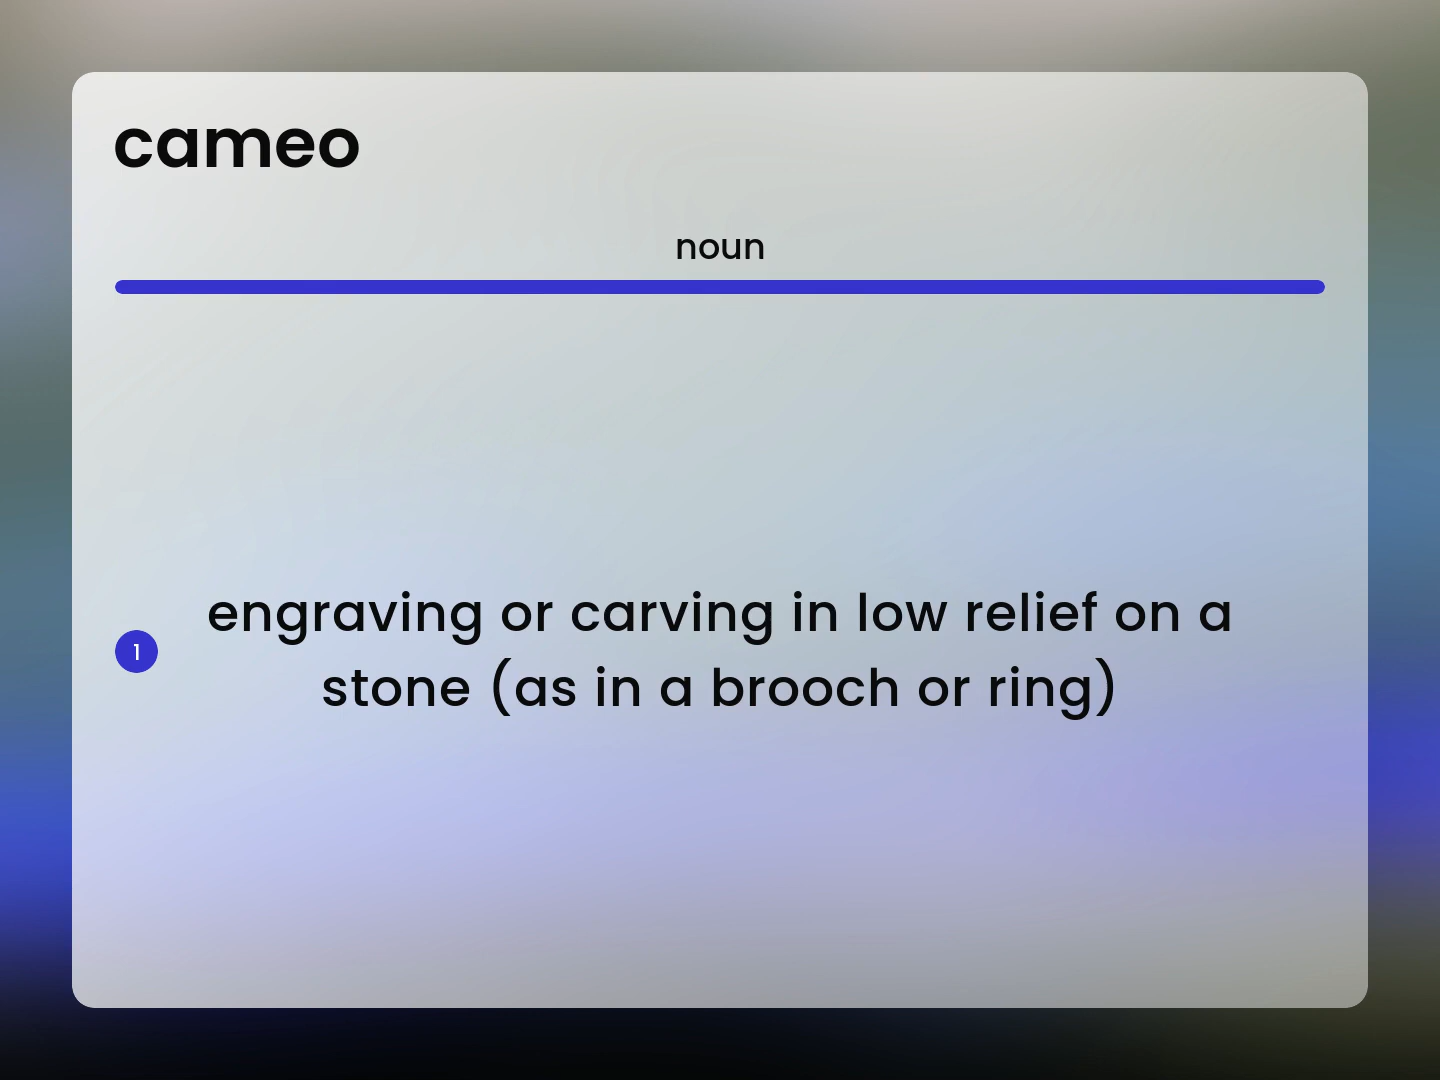 cameo
noun
1
engraving or carving in low relief on a
stone (as in a brooch or ring)